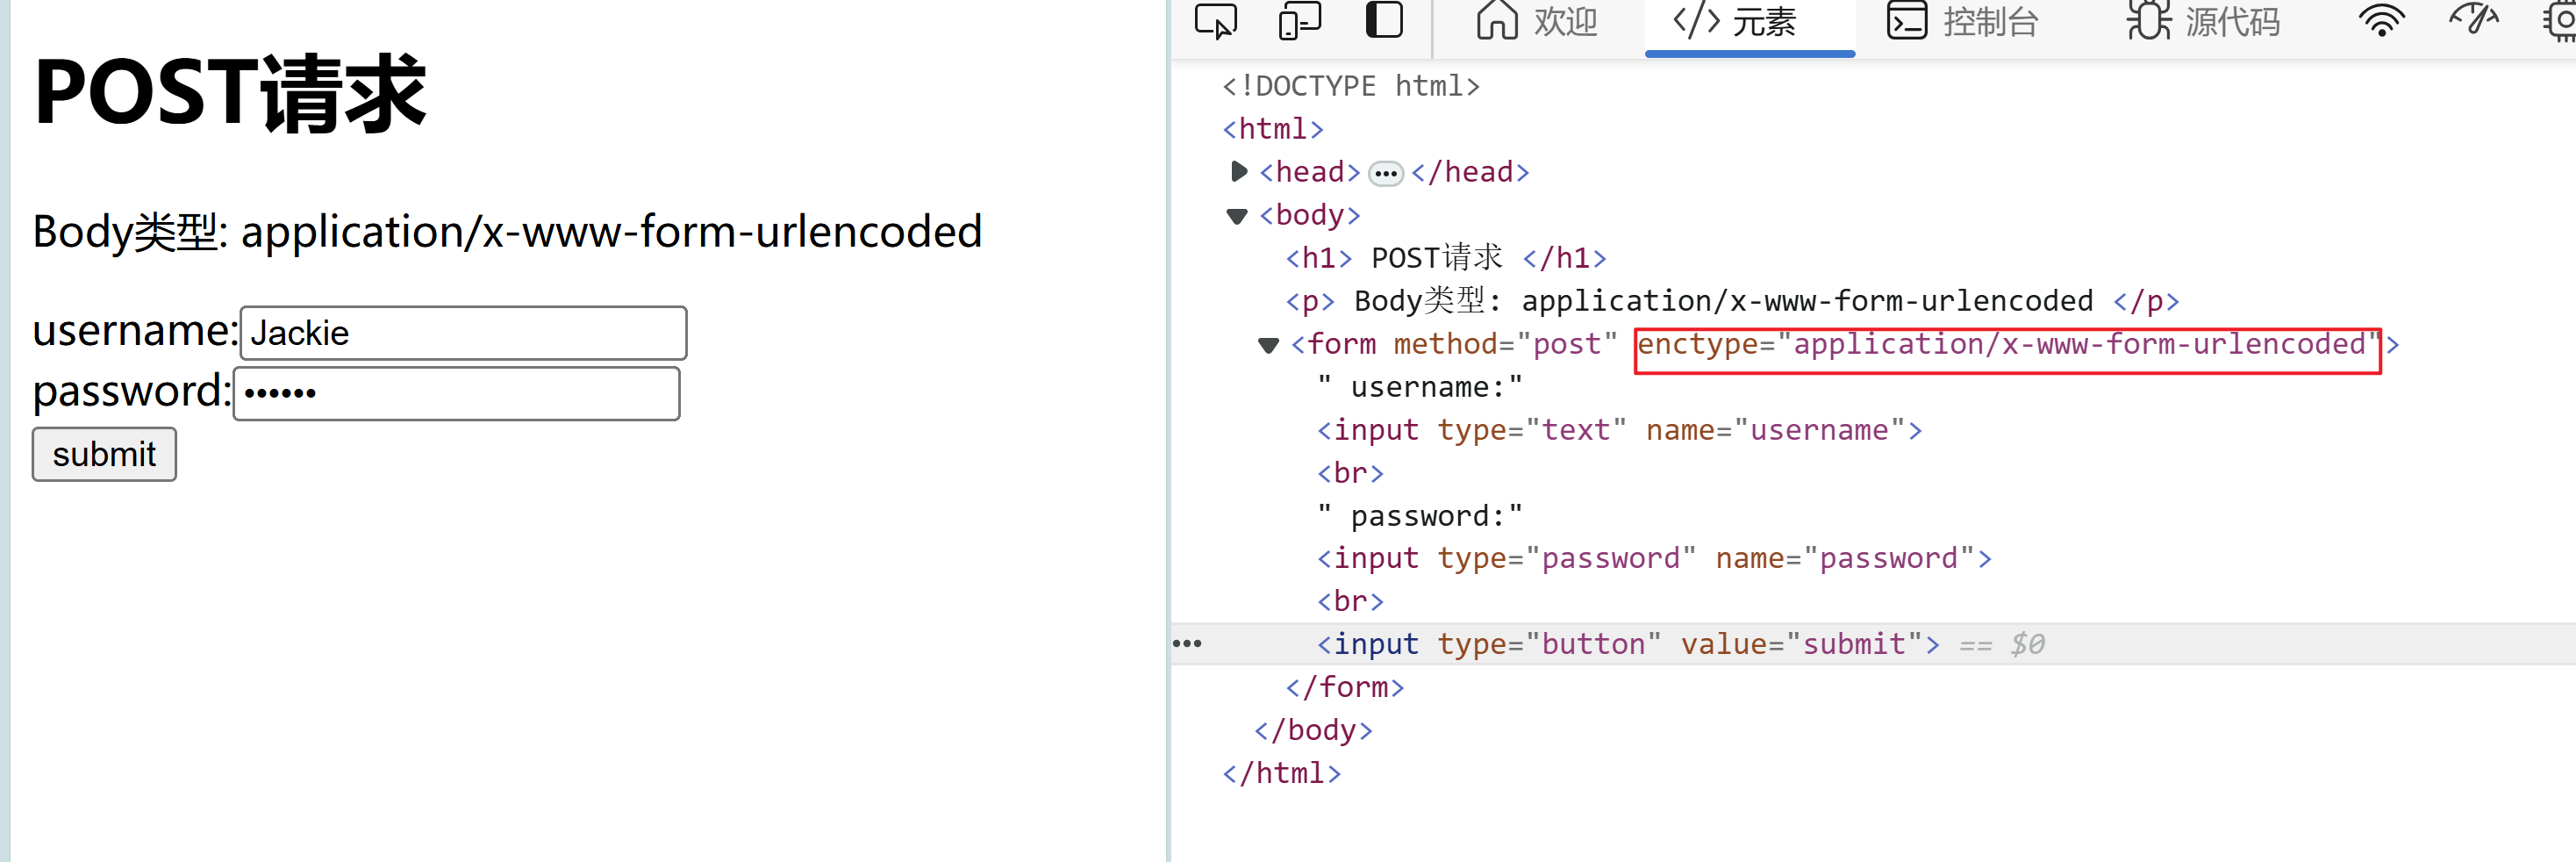 POST请求
Body类型: application/x-www-form-urlencoded
username:Jackie
password:••••••
submit
欢迎
元素
控制台
源代码
<!DOCTYPE html>
<html>
<head>•••</head>
<body>
<h1> POST请求 </h1>
<p> Body类型: application/x-www-form-urlencoded </p>
<form method="post" enctype="application/x-www-form-urlencoded">
" username:"
<input type="text" name="username">
<br>
" password:"
<input type="password" name="password">
<br>
<input type="button" value="submit"> == $0
</form>
</body>
</html>